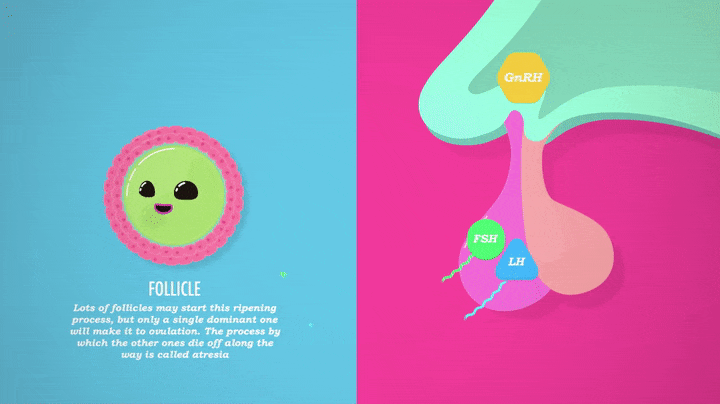 FOLLICLE
Lots of follicles may start this ripening
process, but only a single dominant one
will make it to ovulation. The process by
which the other ones die off along the
way is called atresia
GnRH
FSH
LH